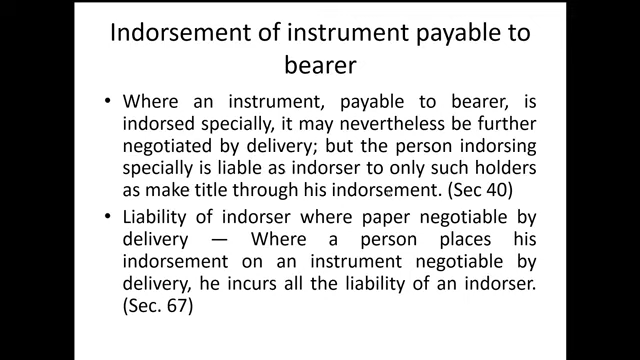 Indorsement of instrument payable to
bearer
• Where an instrument, payable to bearer, is
indorsed specially, it may nevertheless be further
negotiated by delivery; but the person indorsing
specially is liable as indorser to only such holders
as make title through his indorsement. (Sec 40)
• Liability of indorser where paper negotiable by
delivery — Where a person places his
indorsement on an instrument negotiable by
delivery, he incurs all the liability of an indorser.
(Sec. 67)